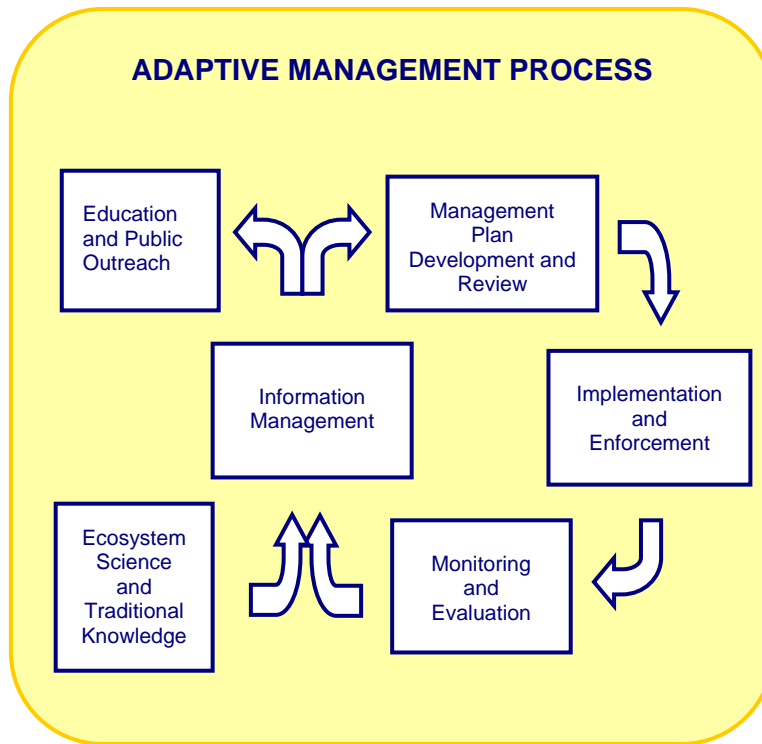 ADAPTIVE MANAGEMENT PROCESS
Education
and Public
Outreach
Management
Plan
Development and
Review
Information
Management
Implementation
and
Enforcement
Ecosystem
Science
and
Traditional
Knowledge
Monitoring
and
Evaluation